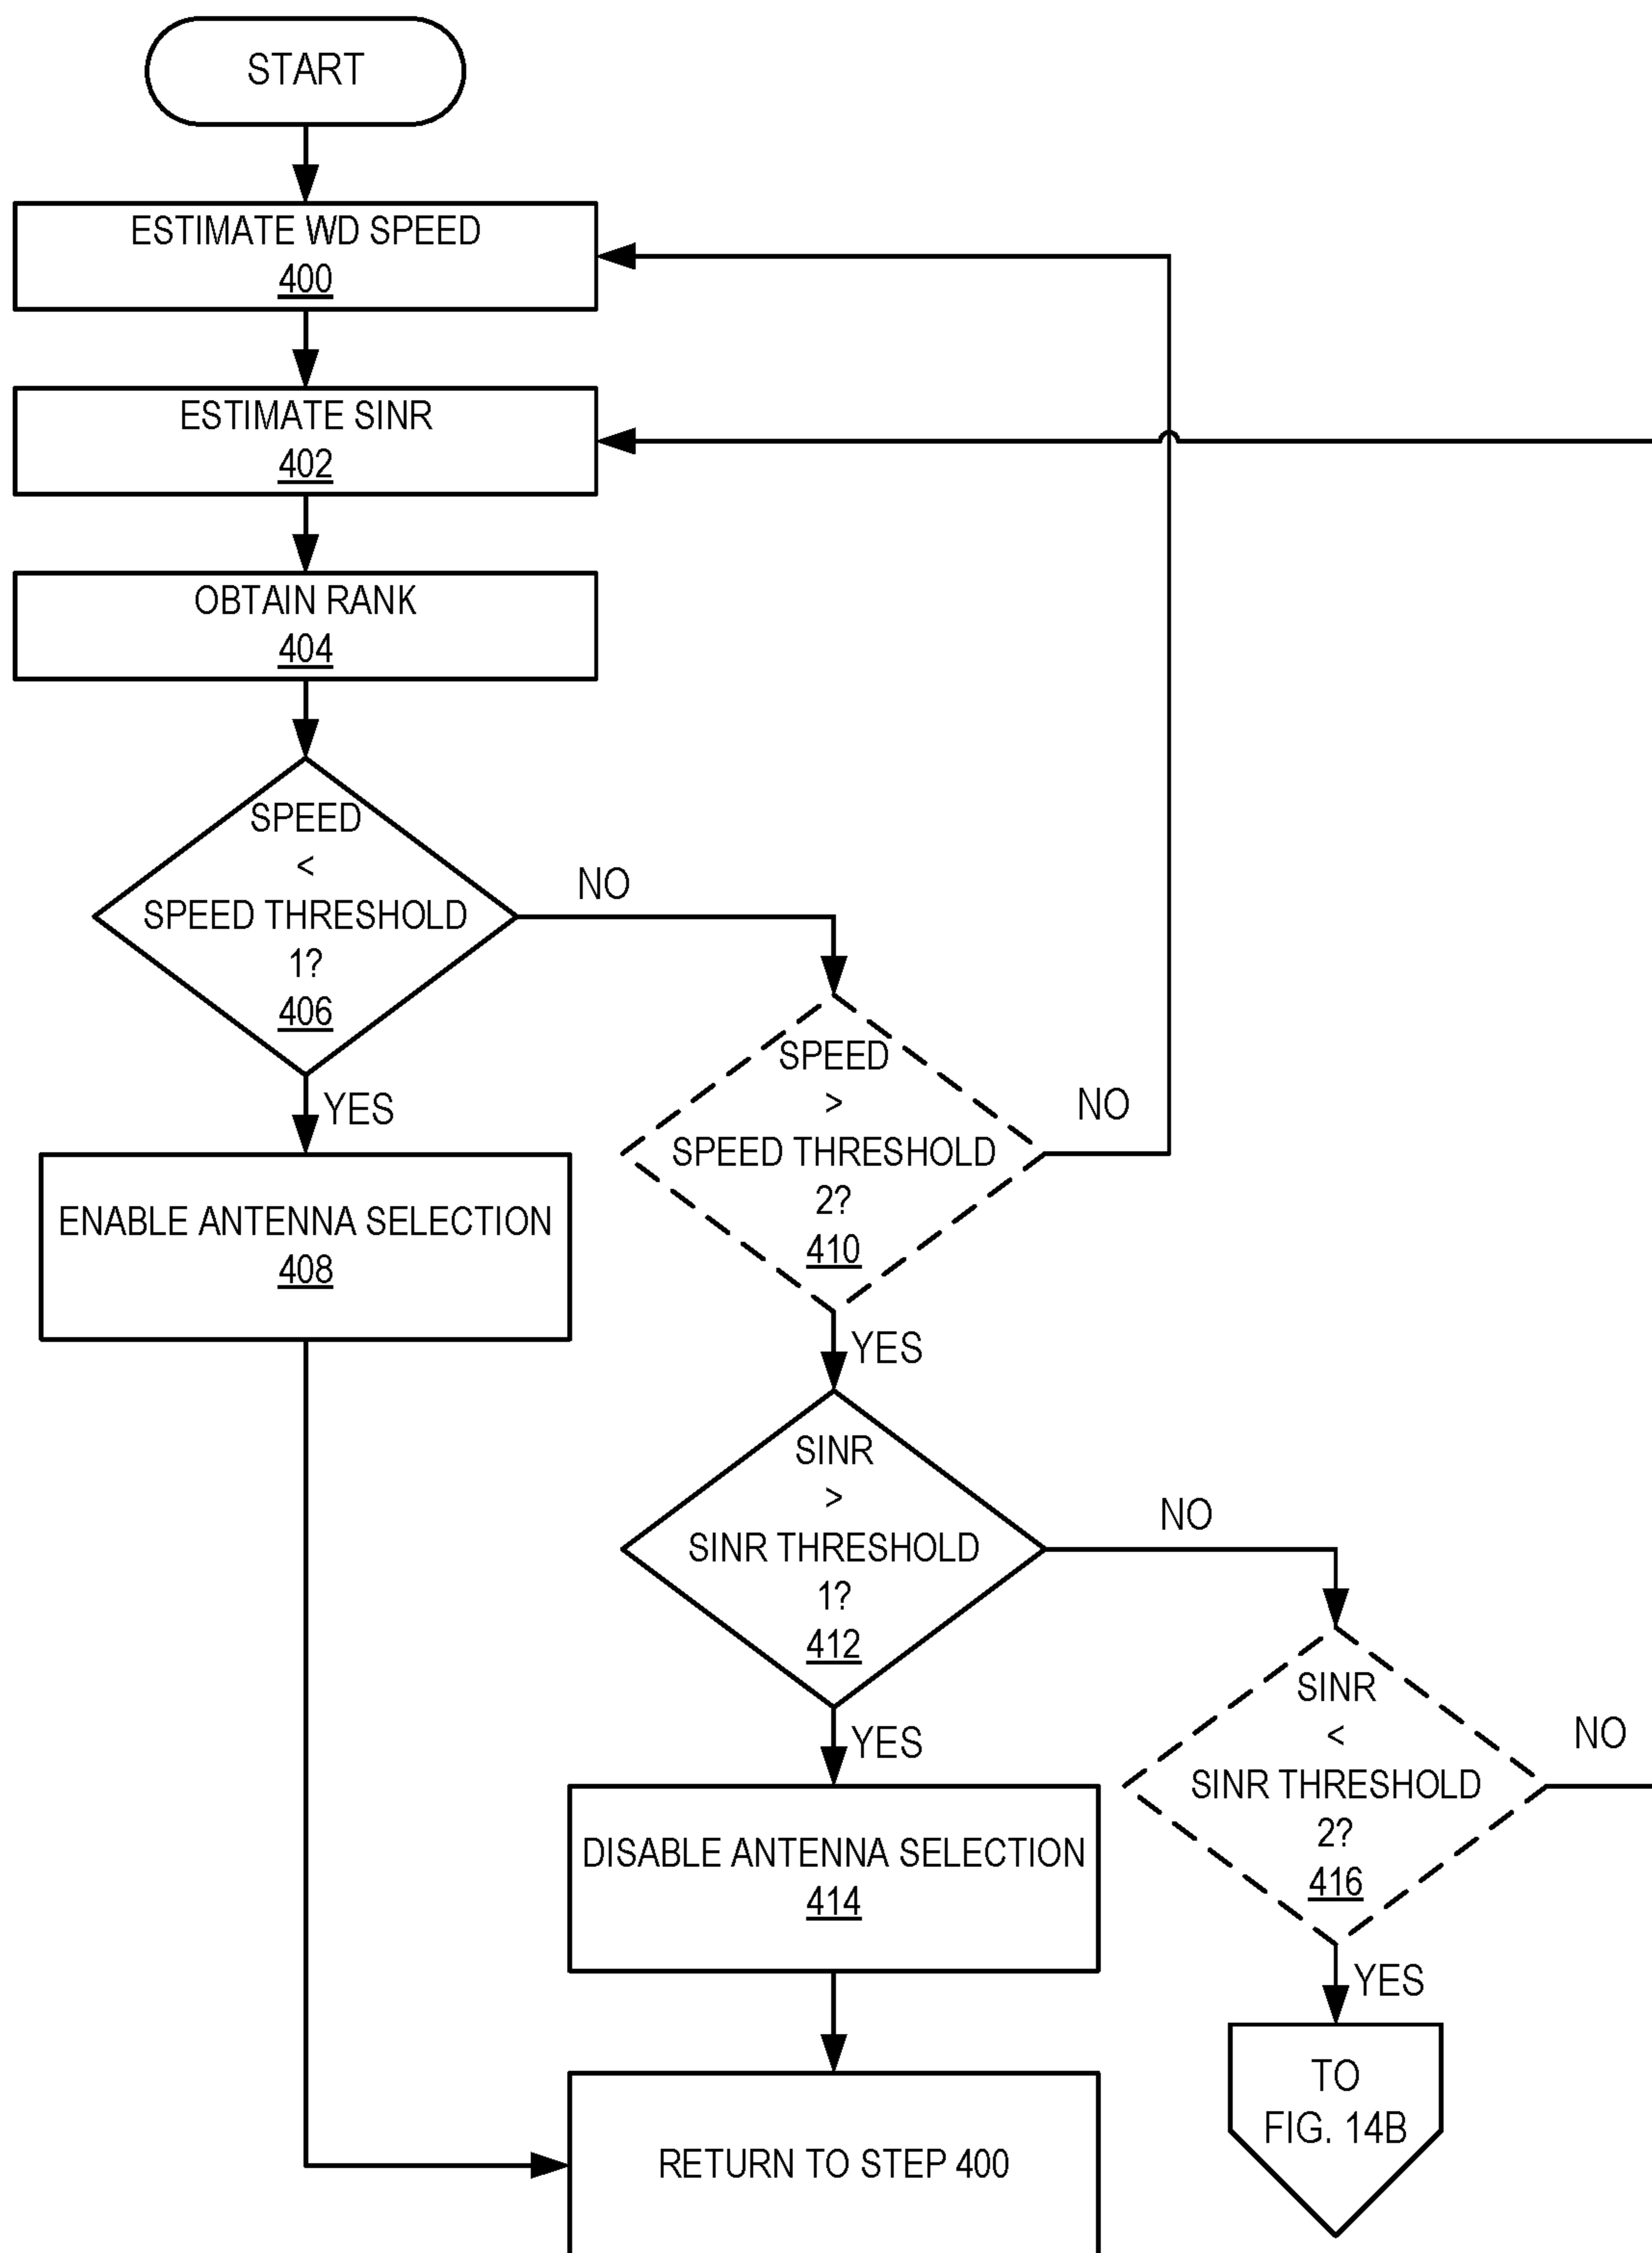 START
ESTIMATE WD SPEED
400
ESTIMATE SINR
402
OBTAIN RANK
404
SPEED
<
SPEED THRESHOLD
1?
406
NO
YES
ENABLE ANTENNA SELECTION
408
SPEED
>
SPEED THRESHOLD
2?
410
NO
YES
SINR
>
SINR THRESHOLD
1?
412
NO
YES
DISABLE ANTENNA SELECTION
414
SINR
<
SINR THRESHOLD
2?
416
NO
YES
TO
FIG. 14B
RETURN TO STEP 400